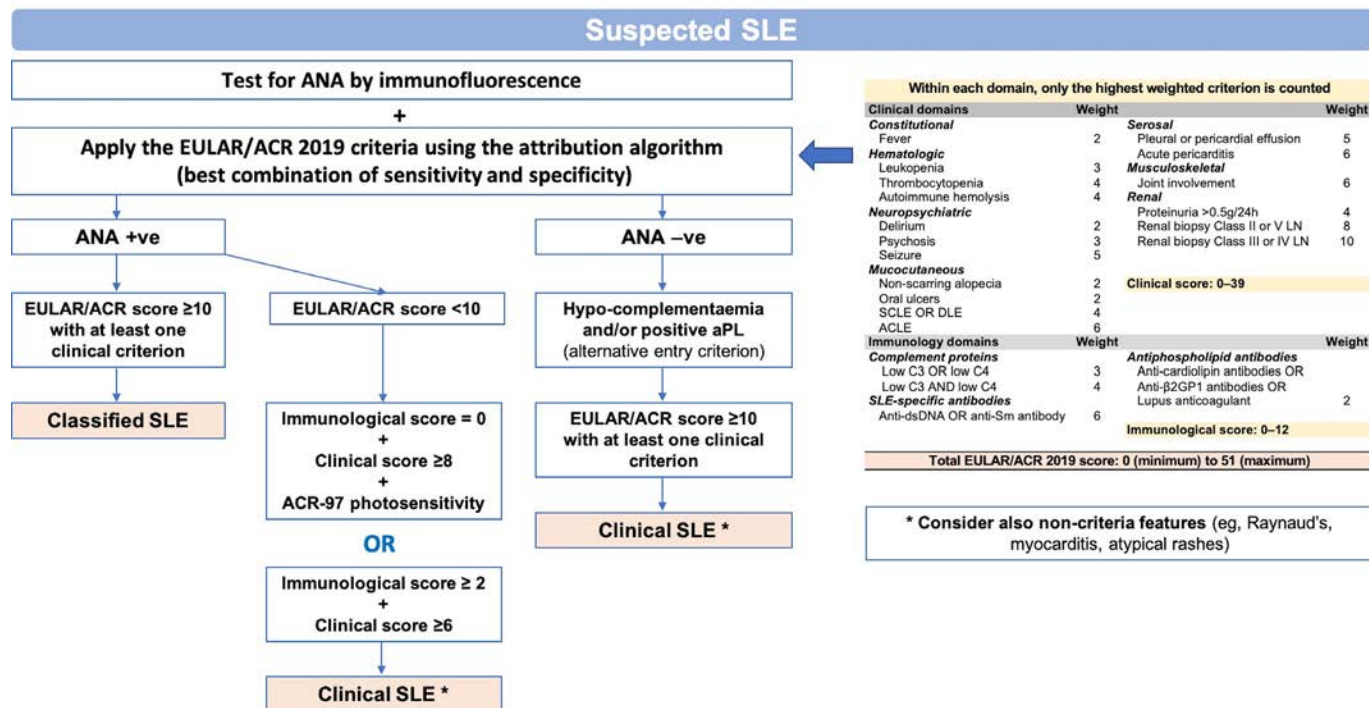 Suspected SLE
Test for ANA by immunofluorescence
+
Apply the EULAR/ACR 2019 criteria using the attribution algorithm
(best combination of sensitivity and specificity)
ANA +ve
EULAR/ACR score ≥10
with at least one
clinical criterion
Classified SLE
EULAR/ACR score <10
Immunological score = 0
+
Clinical score ≥8
+
ACR-97 photosensitivity
OR
Immunological score ≥ 2
+
Clinical score ≥6
Clinical SLE *
ANA –ve
Hypo-complementaemia
and/or positive aPL
(alternative entry criterion)
EULAR/ACR score ≥10
with at least one clinical
criterion
Clinical SLE *
Within each domain, only the highest weighted criterion is counted
Clinical domains Weight Weight
Constitutional Serosal
Fever 2 Pleural or pericardial effusion 5
Hematologic Acute pericarditis 6
Leukopenia 3 Musculoskeletal
Thrombocytopenia 4 Joint involvement 6
Autoimmune hemolysis 4 Renal
Neuropsychiatric Proteinuria >0.5g/24h 4
Delirium 2 Renal biopsy Class II or V LN 8
Psychosis 3 Renal biopsy Class III or IV LN 10
Seizure 5
Mucocutaneous
Non-scarring alopecia 2 Clinical score: 0–39
Oral ulcers 2
SCLE OR DLE 4
ACLE 6
Immunology domains Weight Weight
Complement proteins Antiphospholipid antibodies
Low C3 OR low C4 3 Anti-cardiolipin antibodies OR
Low C3 AND low C4 4 Anti-β2GP1 antibodies OR
SLE-specific antibodies Lupus anticoagulant 2
Anti-dsDNA OR anti-Sm antibody 6
Immunological score: 0–12
Total EULAR/ACR 2019 score: 0 (minimum) to 51 (maximum)
* Consider also non-criteria features (eg, Raynaud's,
myocarditis, atypical rashes)